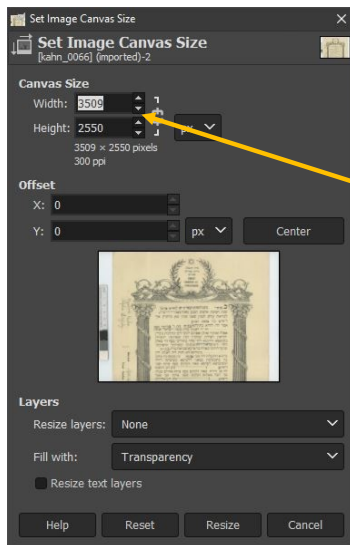 Set Image Canvas Size
Set Image Canvas Size
[kahn_0066] (imported)-2
Canvas Size
Width: 3509
Height: 2550 px
3509 × 2550 pixels
300 ppi
Offset
X: 0
Y: 0 px Center
Layers
Resize layers: None
Fill with: Transparency
Resize text layers
Help Reset Resize Cancel